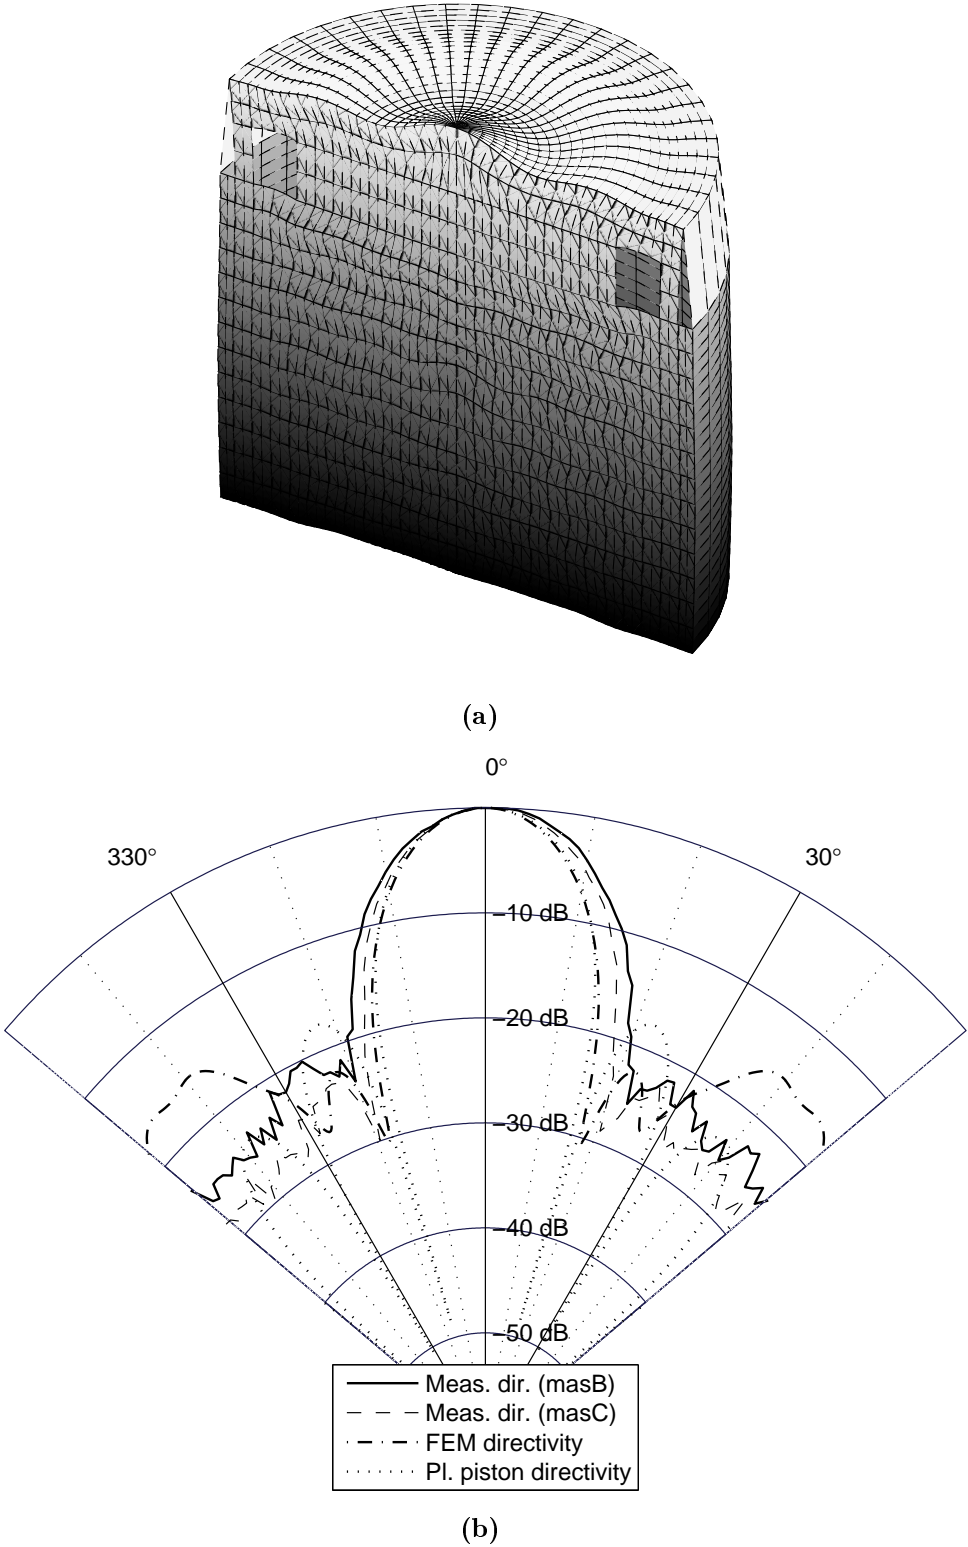 (a)
0°
330°
30°
−10 dB
−20 dB
−30 dB
−40 dB
−50 dB
Meas. dir. (masB)
Meas. dir. (masC)
FEM directivity
Pl. piston directivity
(b)